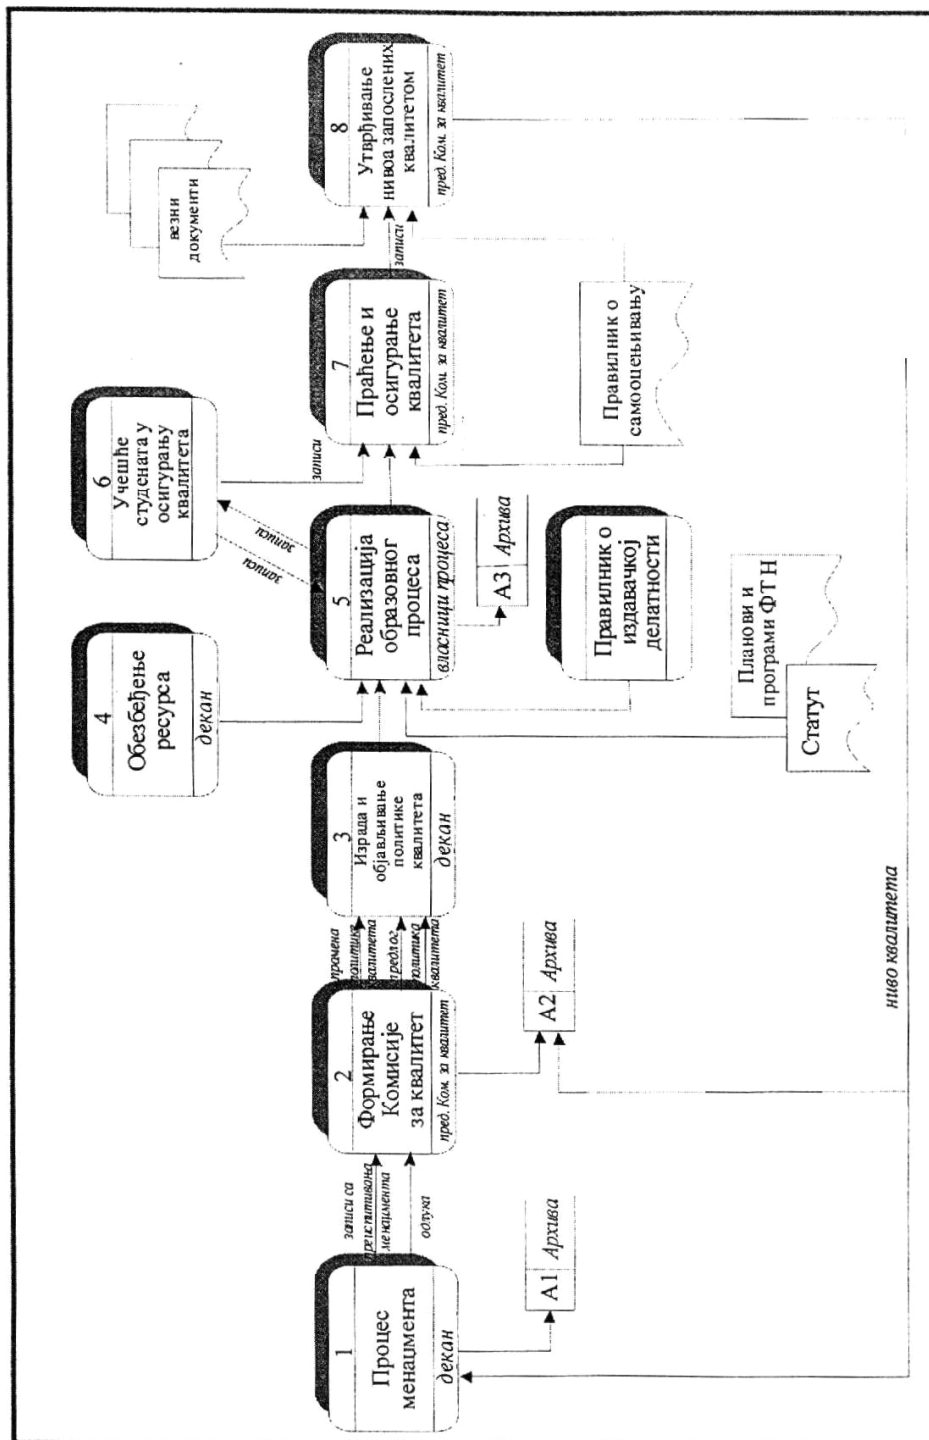 1
Процес
менаџмента
декан
A1 Архива
записи са
преиспитивања
менаџмента
одлука
2
Формирање
Комисије
за квалитет
пред. Ком. за квалитет
A2 Архива
политика
квалитета
предлог
политика
квалитета
3
Израда и
објављивање
политике
квалитета
декан
4
Обезбеђење
ресурса
декан
5
Реализација
образовног
процеса
власници процеса
A3 Архива
записи
записи
6
Учешће
студената у
осигурању
квалитета
записи
7
Праћење и
осигурање
квалитета
пред. Ком. за квалитет
записи
8
Утврђивање
нивоа запослених
квалитетом
пред. Ком. за квалитет
везни
документи
Правилник о
самооцењивању
Правилник о
издавачкој
делатности
Планови и
програми ФТН
Статут
ниво квалитета